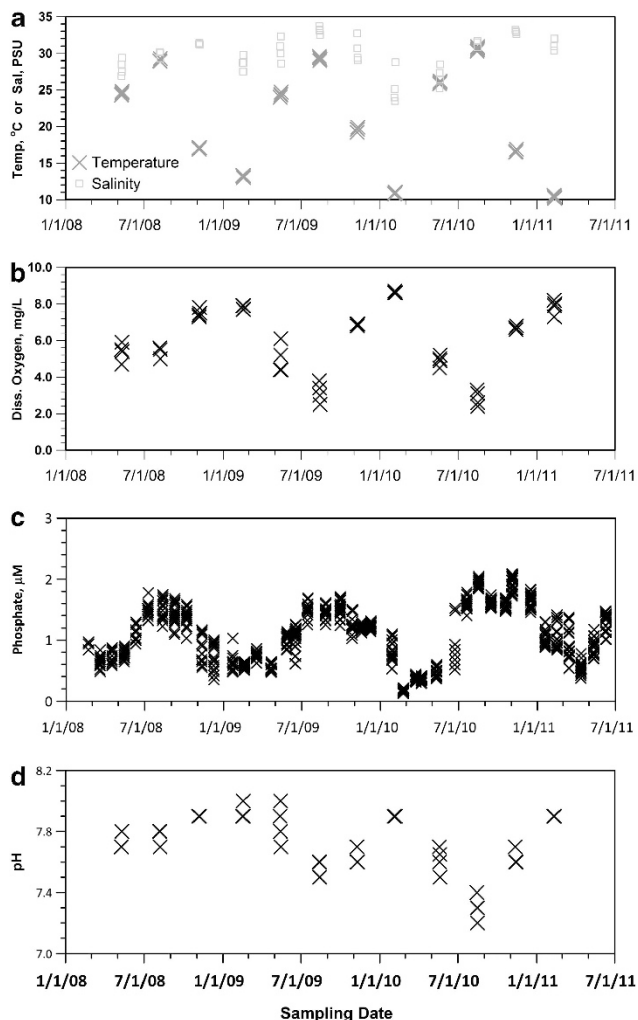 a
35
30
25
20
15
10
Temp, °C or Sal, PSU
Temperature
Salinity
1/1/08 7/1/08 1/1/09 7/1/09 1/1/10 7/1/10 1/1/11 7/1/11
b
10.0
8.0
6.0
4.0
2.0
0.0
Diss. Oxygen, mg/L
1/1/08 7/1/08 1/1/09 7/1/09 1/1/10 7/1/10 1/1/11 7/1/11
c
3
2
1
0
Phosphate, µM
1/1/08 7/1/08 1/1/09 7/1/09 1/1/10 7/1/10 1/1/11 7/1/11
d
8.2
7.8
7.4
7.0
pH
1/1/08 7/1/08 1/1/09 7/1/09 1/1/10 7/1/10 1/1/11 7/1/11
Sampling Date